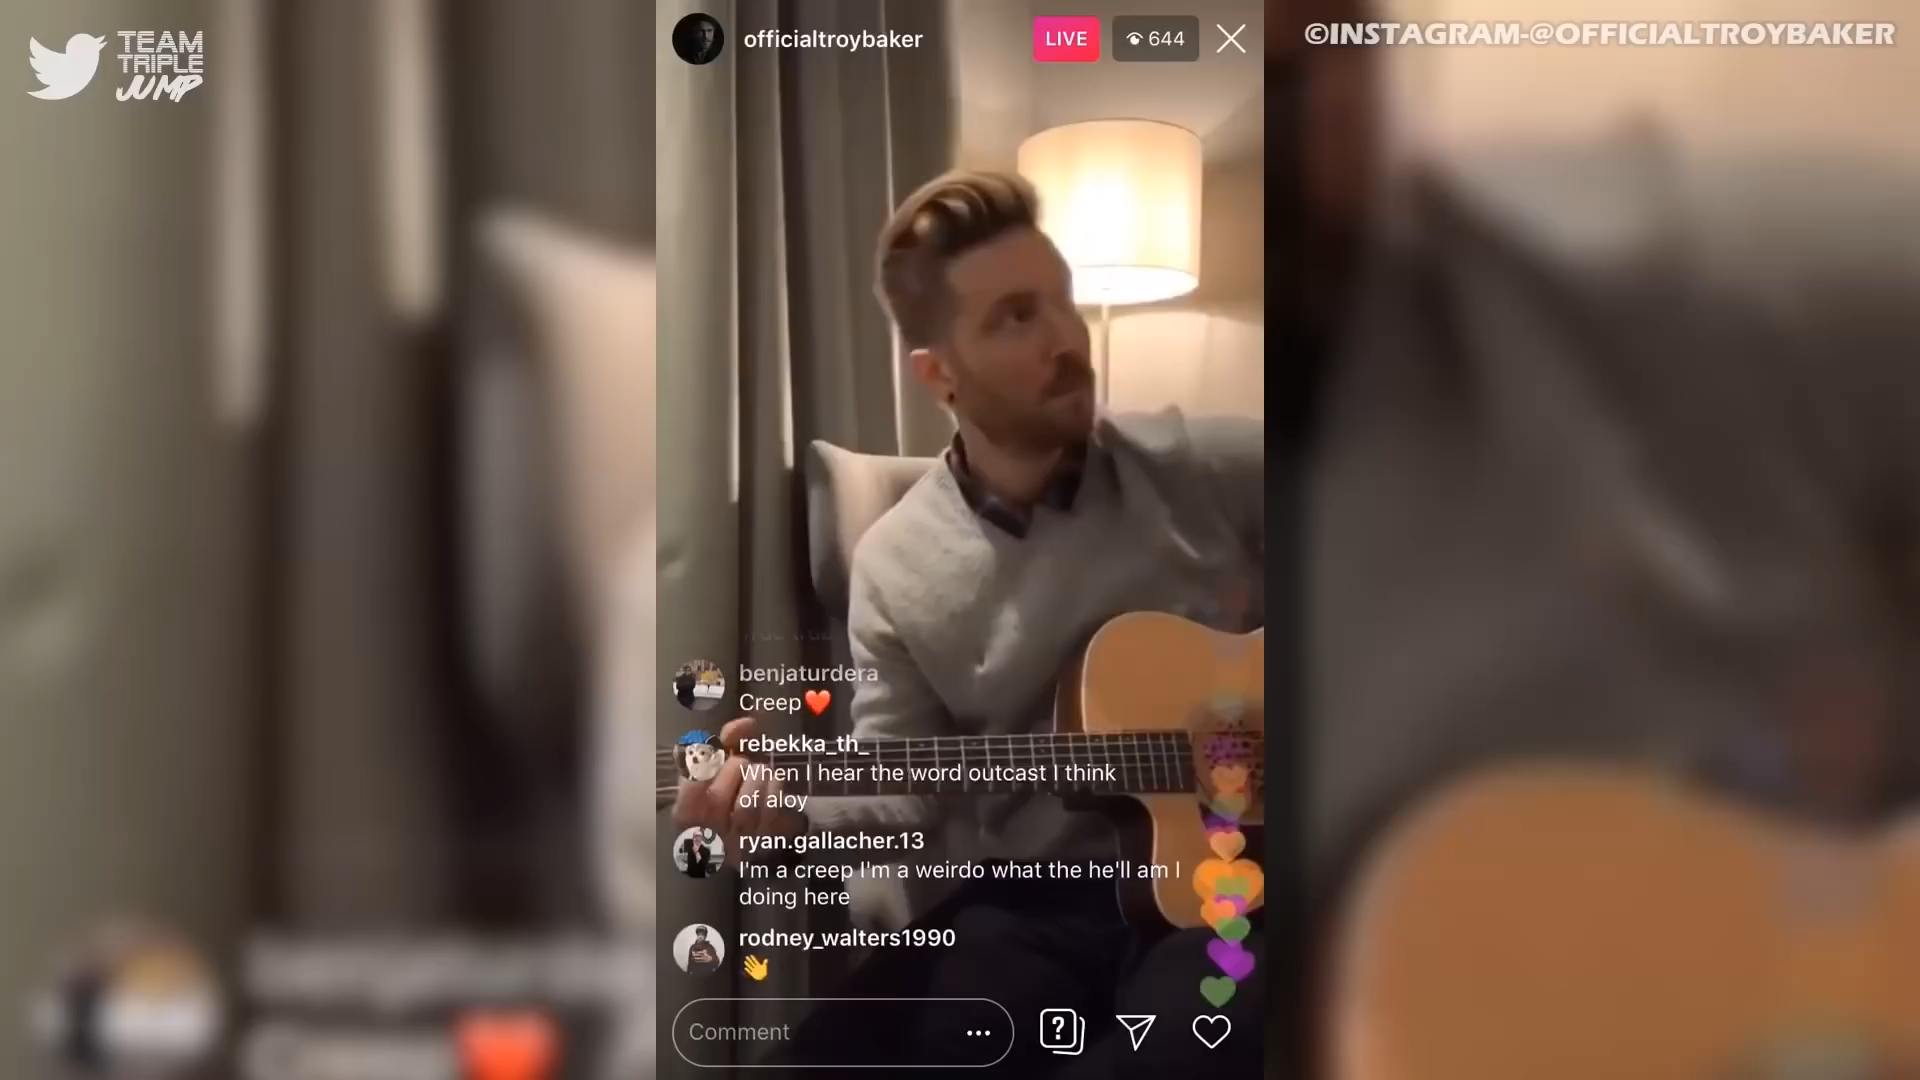 TEAM
TRIPLE
JUMP
officialtroybaker
LIVE
644
©INSTAGRAM-@OFFICIALTROYBAKER
benjaturdera
Creep❤️
rebekka_th_
When I hear the word outcast I think
of aloy
ryan.gallacher.13
I'm a creep I'm a weirdo what the he'll am I
doing here
rodney_walters1990
👋
Comment